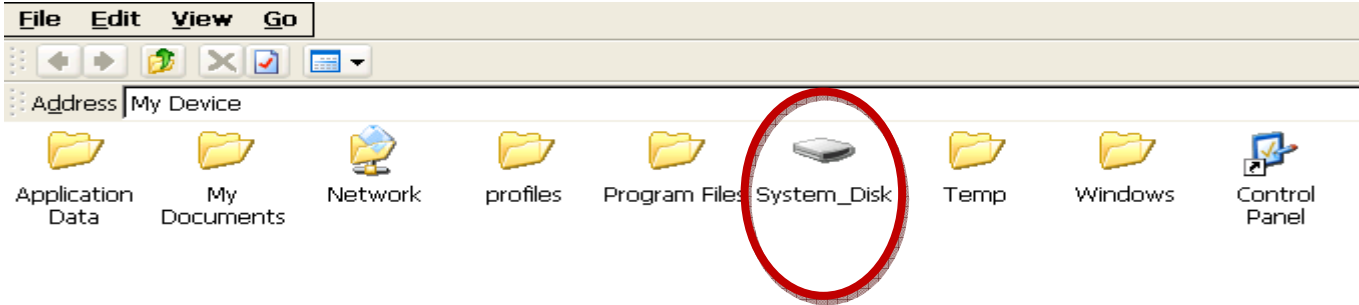 File Edit View Go
Address My Device
Application Data
My Documents
Network
profiles
Program Files
System_Disk
Temp
Windows
Control Panel